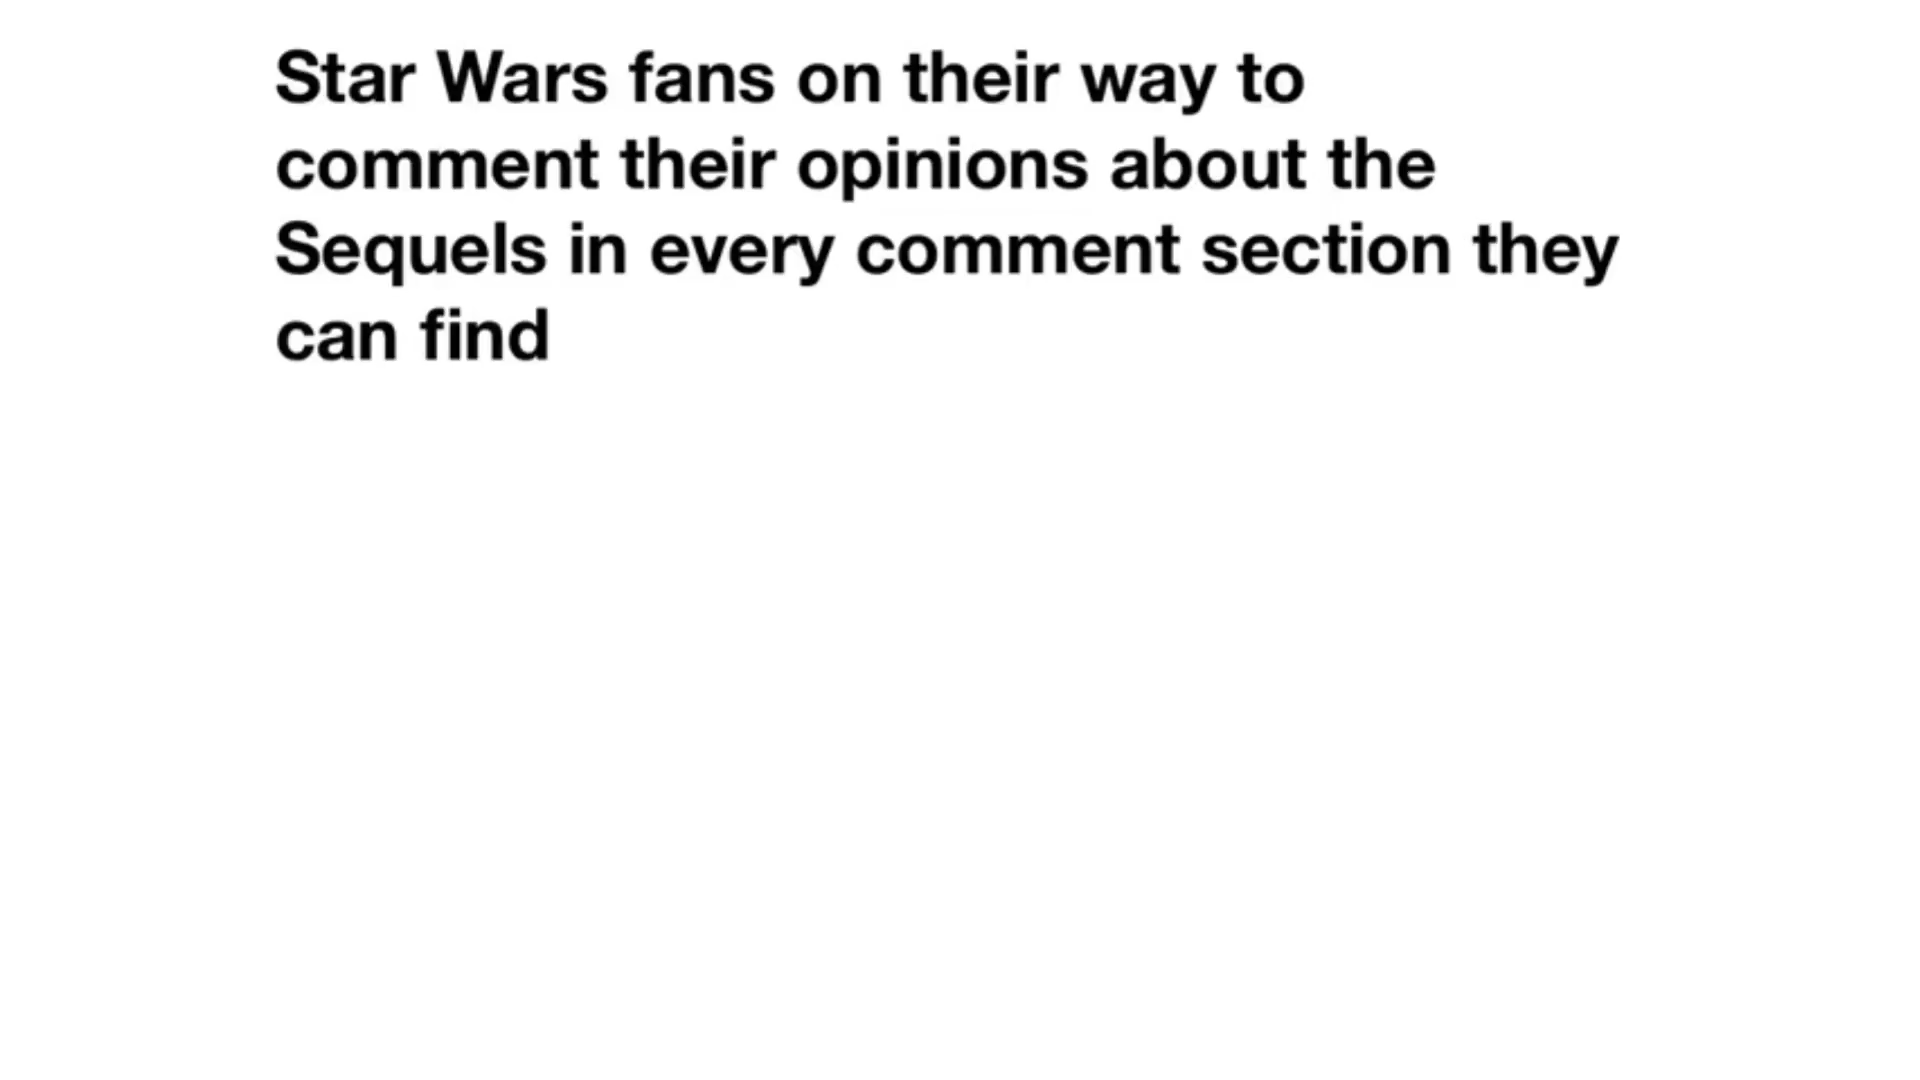 Star Wars fans on their way to
comment their opinions about the
Sequels in every comment section they
can find